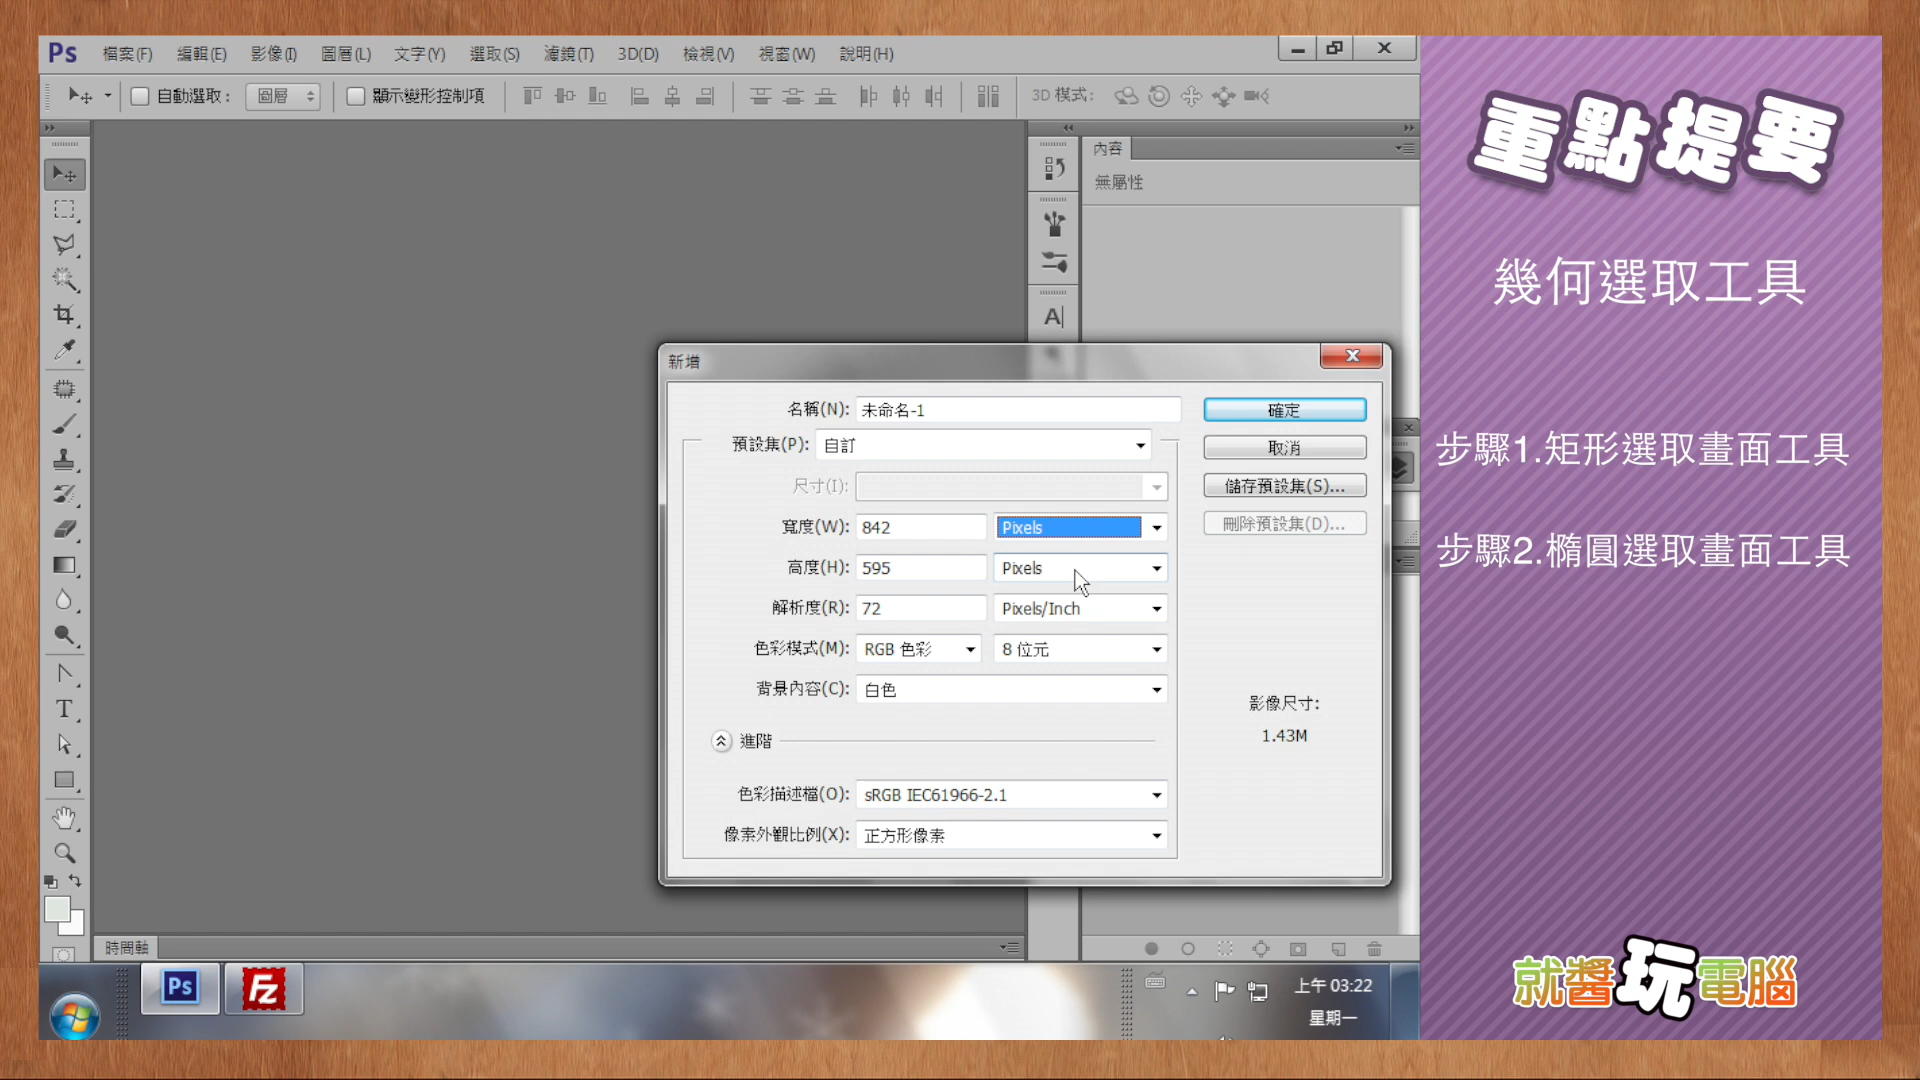 Ps 檔案(F) 編輯(E) 影像(I) 圖層(L) 文字(Y) 選取(S) 濾鏡(T) 3D(D) 檢視(V) 視窗(W) 說明(H)
自動選取： 圖層 顯示變形控制項 3D 模式：
內容
無屬性
新增
名稱(N): 未命名-1 確定
預設集(P): 自訂 取消
尺寸(I): 儲存預設集(S)...
寬度(W): 842 Pixels 刪除預設集(D)...
高度(H): 595 Pixels
解析度(R): 72 Pixels/Inch
色彩模式(M): RGB 色彩 8 位元
背景內容(C): 白色
影像尺寸:
1.43M
進階
色彩描述檔(O): sRGB IEC61966-2.1
像素外觀比例(X): 正方形像素
時間軸
Ps Fz
上午 03:22
星期一
重點提要
幾何選取工具
步驟1.矩形選取畫面工具
步驟2.橢圓選取畫面工具
就醬玩電腦